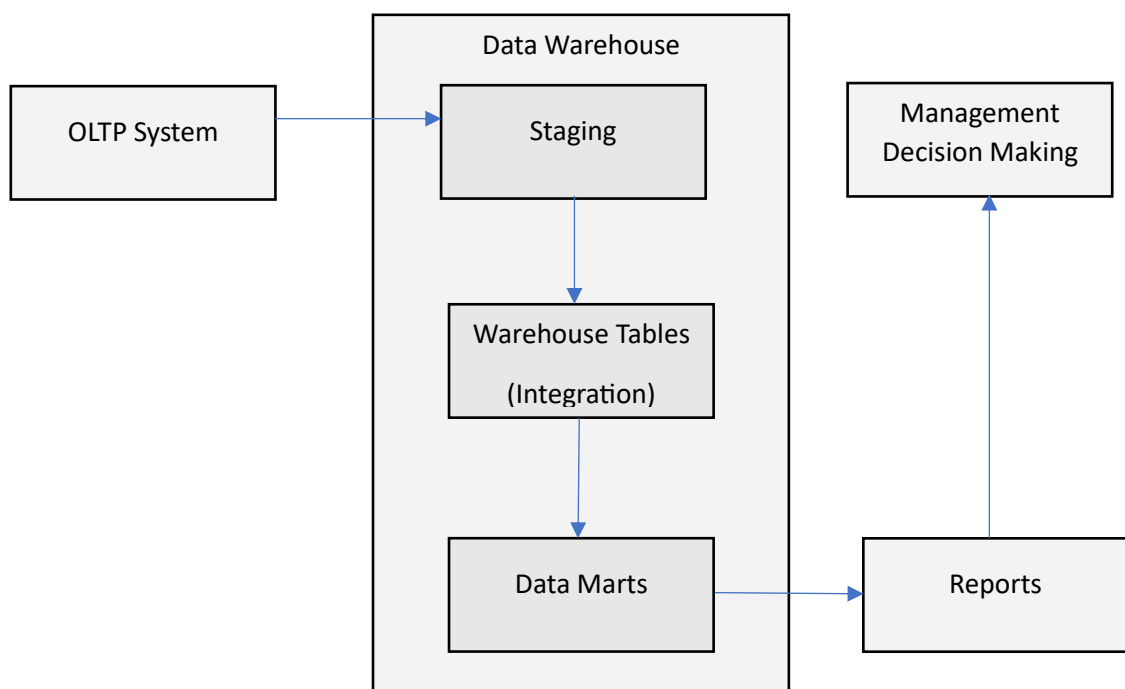 Data Warehouse
OLTP System
Staging
Management
Decision Making
Warehouse Tables
(Integration)
Data Marts
Reports